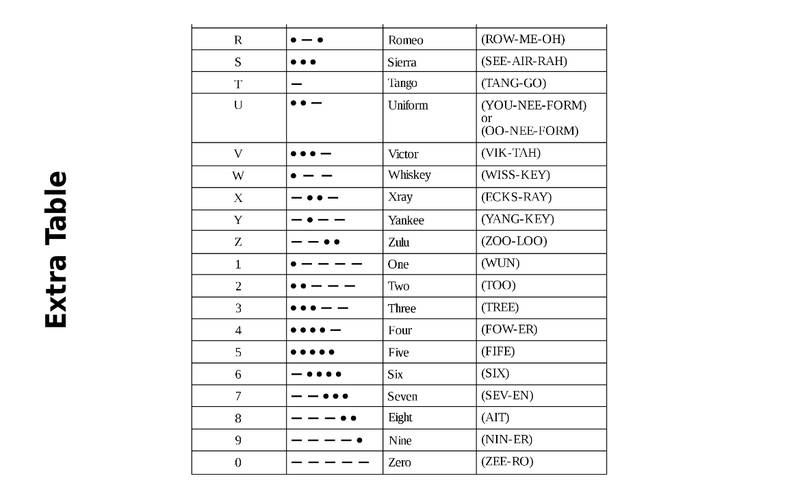 Extra Table
R ● — ● Romeo (ROW-ME-OH)
S ● ● ● Sierra (SEE-AIR-RAH)
T — Tango (TANG-GO)
U ● ● — Uniform (YOU-NEE-FORM)
or
(OO-NEE-FORM)
V ● ● ● — Victor (VIK-TAH)
W ● — — Whiskey (WISS-KEY)
X — ● ● — Xray (ECKS-RAY)
Y — ● — — Yankee (YANG-KEY)
Z — — ● ● Zulu (ZOO-LOO)
1 ● — — — — One (WUN)
2 ● ● — — — Two (TOO)
3 ● ● ● — — Three (TREE)
4 ● ● ● ● — Four (FOW-ER)
5 ● ● ● ● ● Five (FIFE)
6 — ● ● ● ● Six (SIX)
7 — — ● ● ● Seven (SEV-EN)
8 — — — ● ● Eight (AIT)
9 — — — — ● Nine (NIN-ER)
0 — — — — — Zero (ZEE-RO)